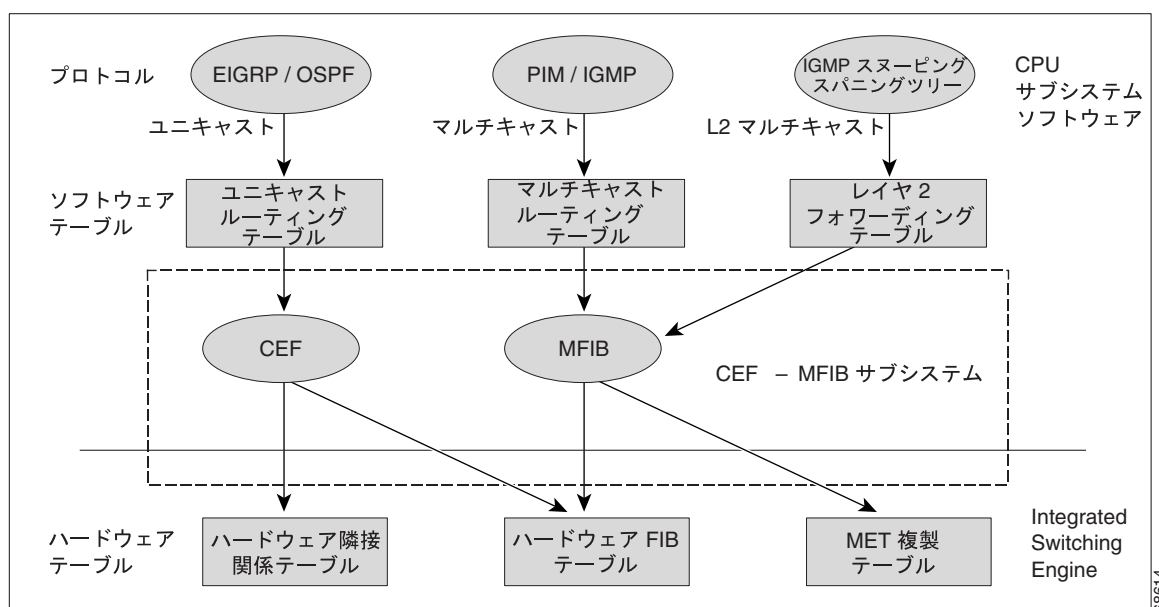 プロトコル
EIGRP / OSPF
PIM / IGMP
IGMP スヌーピング
スパニングツリー
CPU
サブシステム
ソフトウェア
ユニキャスト
マルチキャスト
L2 マルチキャスト
ソフトウェア
テーブル
ユニキャスト
ルーティング
テーブル
マルチキャスト
ルーティング
テーブル
レイヤ 2
フォワーディング
テーブル
CEF
MFIB
CEF – MFIB サブシステム
ハードウェア
テーブル
ハードウェア隣接
関係テーブル
ハードウェア FIB
テーブル
MET 複製
テーブル
Integrated
Switching
Engine
68614